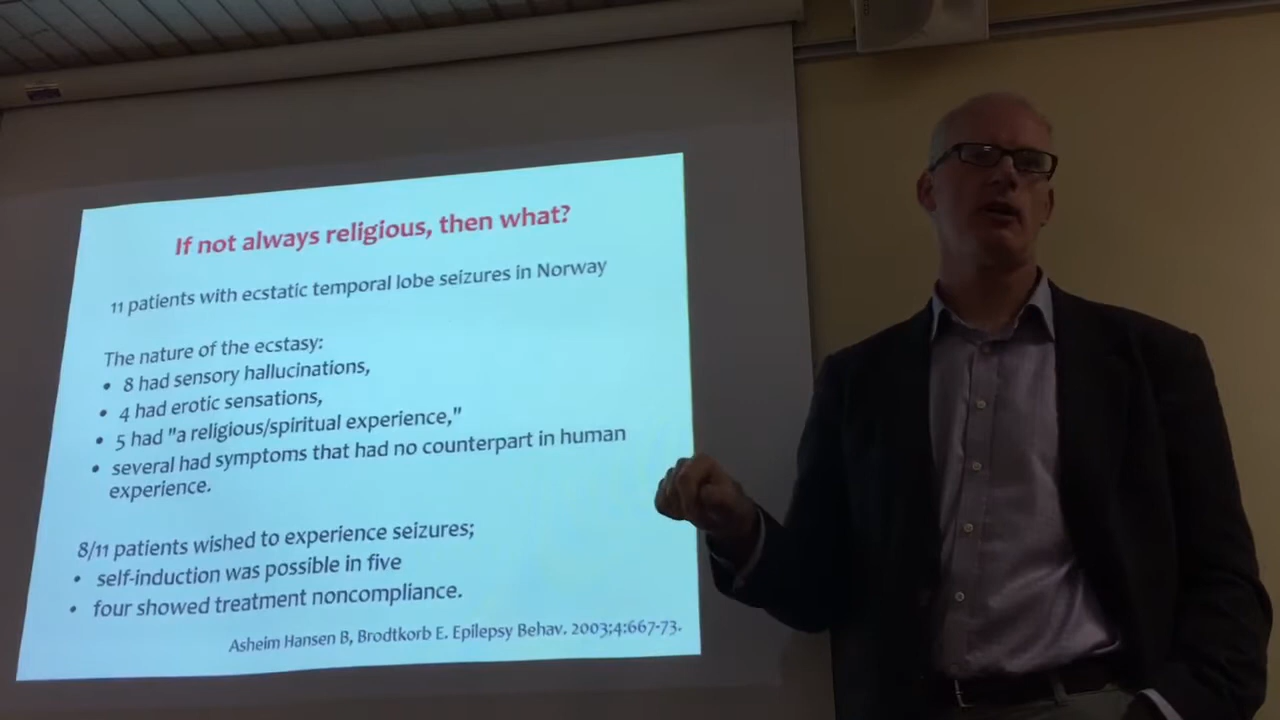 If not always religious, then what?
11 patients with ecstatic temporal lobe seizures in Norway
The nature of the ecstasy:
• 8 had sensory hallucinations,
• 4 had erotic sensations,
• 5 had "a religious/spiritual experience,"
• several had symptoms that had no counterpart in human
experience.
8/11 patients wished to experience seizures;
• self-induction was possible in five
• four showed treatment noncompliance.
Asheim Hansen B, Brodtkorb E. Epilepsy Behav. 2003;4:667-73.